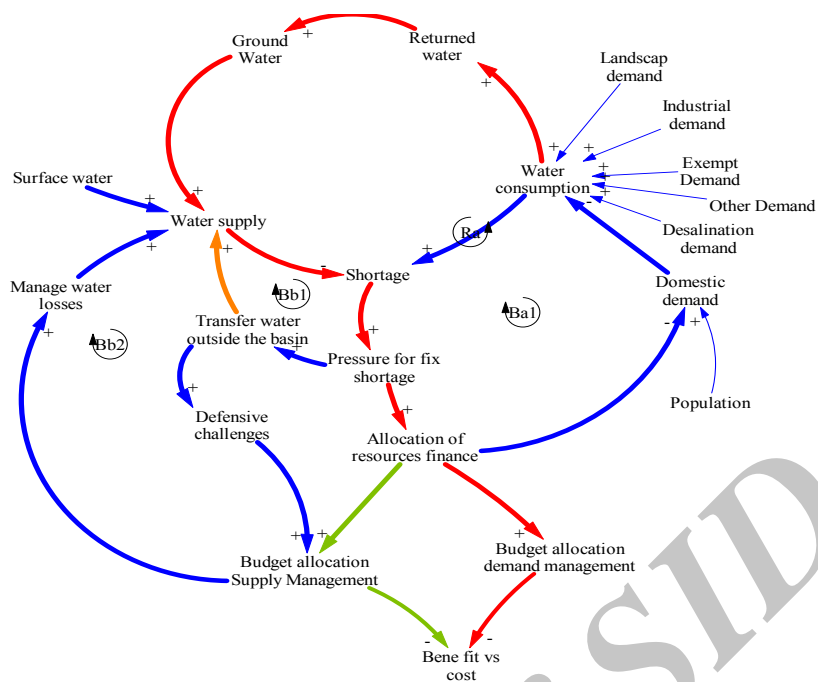 Ground
Water
Returned
water
Landscap
demand
Industrial
demand
Exempt
Demand
Other Demand
Desalination
demand
Water
consumption
Surface water
Water supply
Ra
Shortage
Domestic
demand
Manage water
losses
Bb1
Ba1
Bb2
Transfer water
outside the basin
Pressure for fix
shortage
Population
Defensive
challenges
Allocation of
resources finance
Budget allocation
Supply Management
Budget allocation
demand management
Bene fit vs
cost
SID